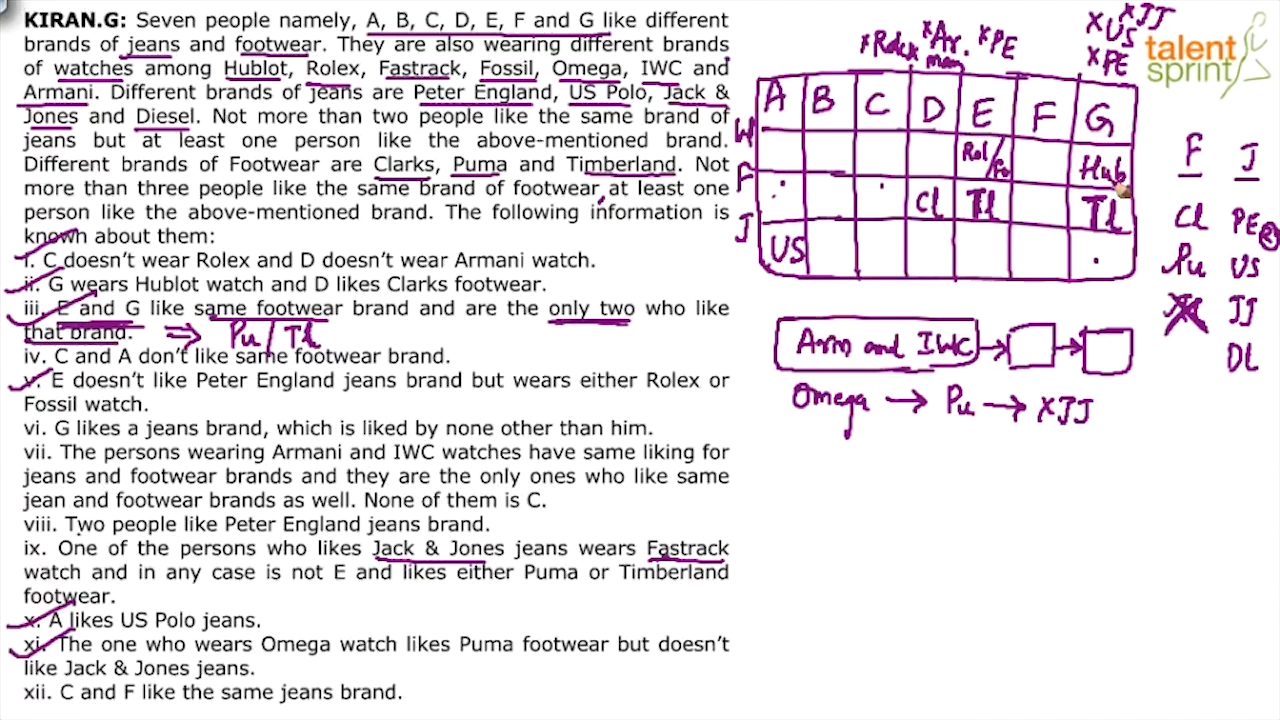 KIRAN.G: Seven people namely, A, B, C, D, E, F and G like different
brands of jeans and footwear. They are also wearing different brands
of watches among Hublot, Rolex, Fastrack, Fossil, Omega, IWC and
Armani. Different brands of jeans are Peter England, US Polo, Jack &
Jones and Diesel. Not more than two people like the same brand of
jeans but at least one person like the above-mentioned brand.
Different brands of Footwear are Clarks, Puma and Timberland. Not
more than three people like the same brand of footwear, at least one
person like the above-mentioned brand. The following information is
known about them:
i. C doesn't wear Rolex and D doesn't wear Armani watch.
ii. G wears Hublot watch and D likes Clarks footwear.
iii. E and G like same footwear brand and are the only two who like
that brand. ⇒ Pu/Tl
iv. C and A don't like same footwear brand.
v. E doesn't like Peter England jeans brand but wears either Rolex or
Fossil watch.
vi. G likes a jeans brand, which is liked by none other than him.
vii. The persons wearing Armani and IWC watches have same liking for
jeans and footwear brands and they are the only ones who like same
jean and footwear brands as well. None of them is C.
viii. Two people like Peter England jeans brand.
ix. One of the persons who likes Jack & Jones jeans wears Fastrack
watch and in any case is not E and likes either Puma or Timberland
footwear.
x. A likes US Polo jeans.
xi. The one who wears Omega watch likes Puma footwear but doesn't
like Jack & Jones jeans.
xii. C and F like the same jeans brand.
talent
sprint
xJJ
xUS
xPE
xRolex xAr. xPE
man
A B C D E F G
W Rol/Fo Hub
F Cl Tl Tl
J US
F J
Cl PE 2
Pu US
JJ
DL
Arm and IWC → →
Omega → Pu → xJJ